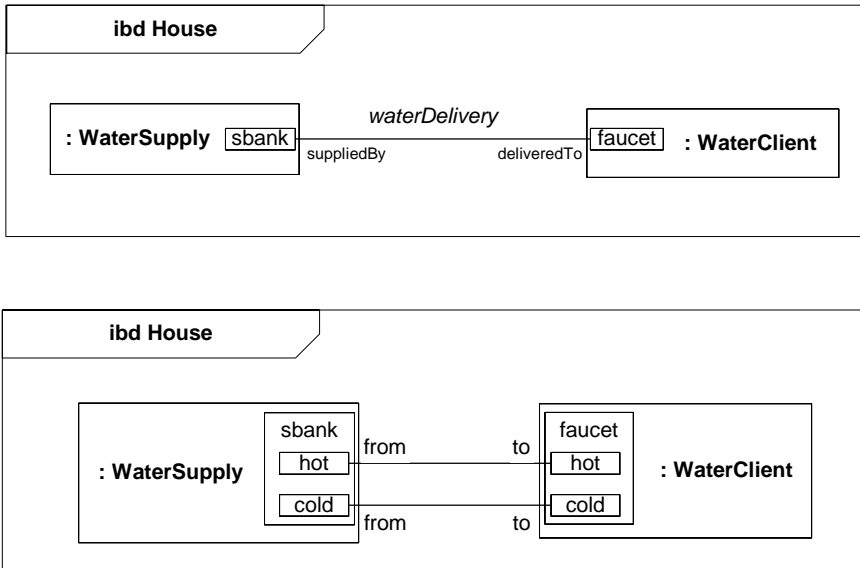 ibd House
waterDelivery
: WaterSupply sbank faucet : WaterClient
suppliedBy deliveredTo
ibd House
sbank faucet
from to
hot hot
: WaterSupply : WaterClient
cold cold
from to